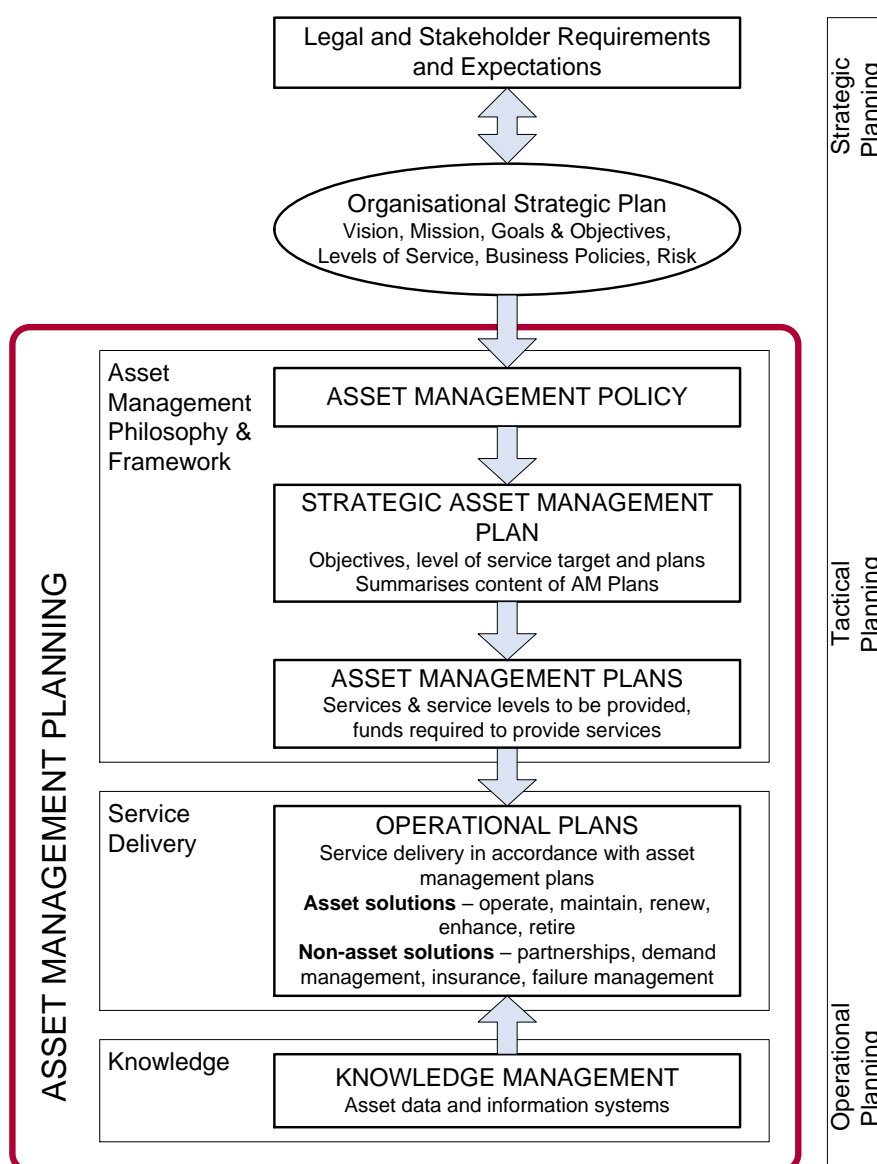 Legal and Stakeholder Requirements
and Expectations
Strategic
Planning
Organisational Strategic Plan
Vision, Mission, Goals & Objectives,
Levels of Service, Business Policies, Risk
Asset
Management
Philosophy &
Framework
ASSET MANAGEMENT POLICY
STRATEGIC ASSET MANAGEMENT
PLAN
Objectives, level of service target and plans
Summarises content of AM Plans
Tactical
Planning
ASSET MANAGEMENT PLANS
Services & service levels to be provided,
funds required to provide services
ASSET MANAGEMENT PLANNING
Service
Delivery
OPERATIONAL PLANS
Service delivery in accordance with asset
management plans
Asset solutions – operate, maintain, renew,
enhance, retire
Non-asset solutions – partnerships, demand
management, insurance, failure management
Knowledge
KNOWLEDGE MANAGEMENT
Asset data and information systems
Operational
Planning